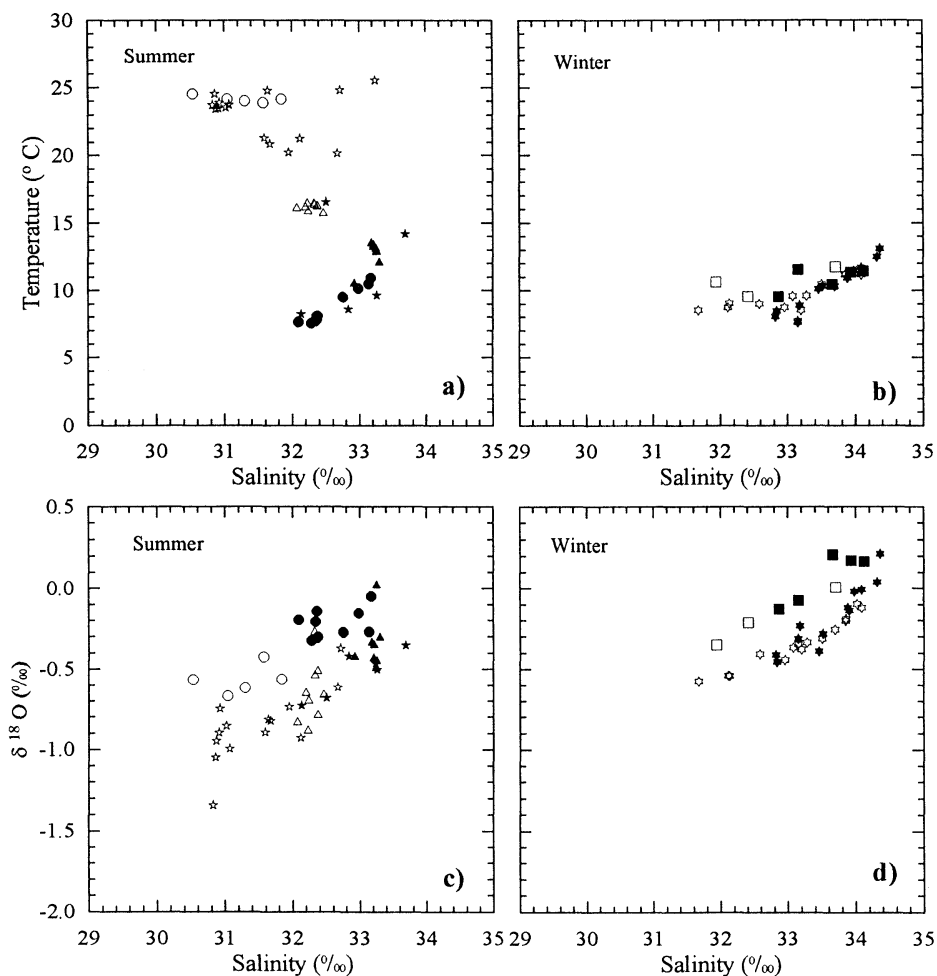 30
25
20
15
10
5
0
Temperature (° C)
Summer
a)
29 30 31 32 33 34 35
Salinity (‰)
Winter
b)
29 30 31 32 33 34 35
Salinity (‰)
0.5
0.0
-0.5
-1.0
-1.5
-2.0
δ ¹⁸ O (‰)
Summer
c)
29 30 31 32 33 34 35
Salinity (‰)
Winter
d)
29 30 31 32 33 34 35
Salinity (‰)